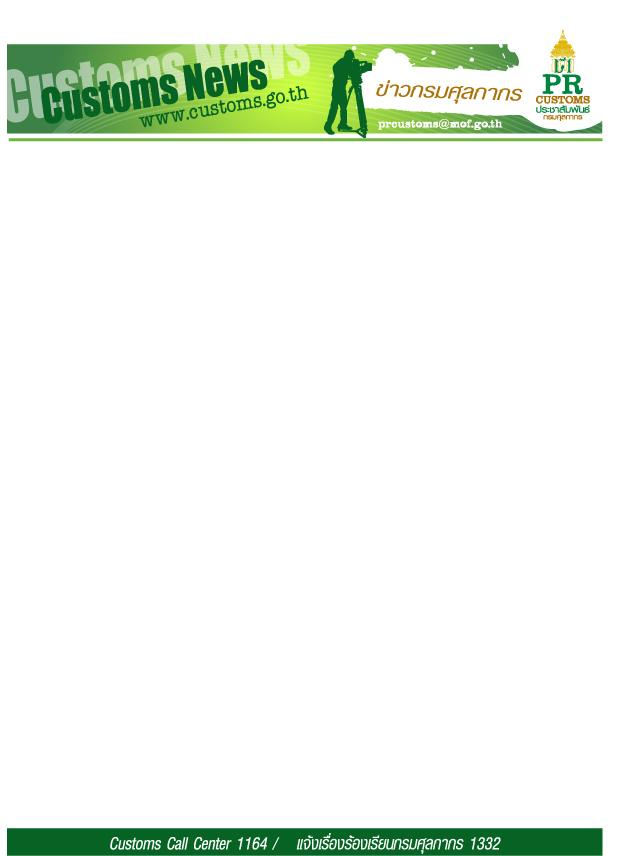 Customs News
Customs News
www.customs.go.th
ข่าวกรมศุลกากร
prcustoms@mof.go.th
PR
CUSTOMS
ประชาสัมพันธ์
กรมศุลกากร
Customs Call Center 1164 / แจ้งเรื่องร้องเรียนกรมศุลกากร 1332